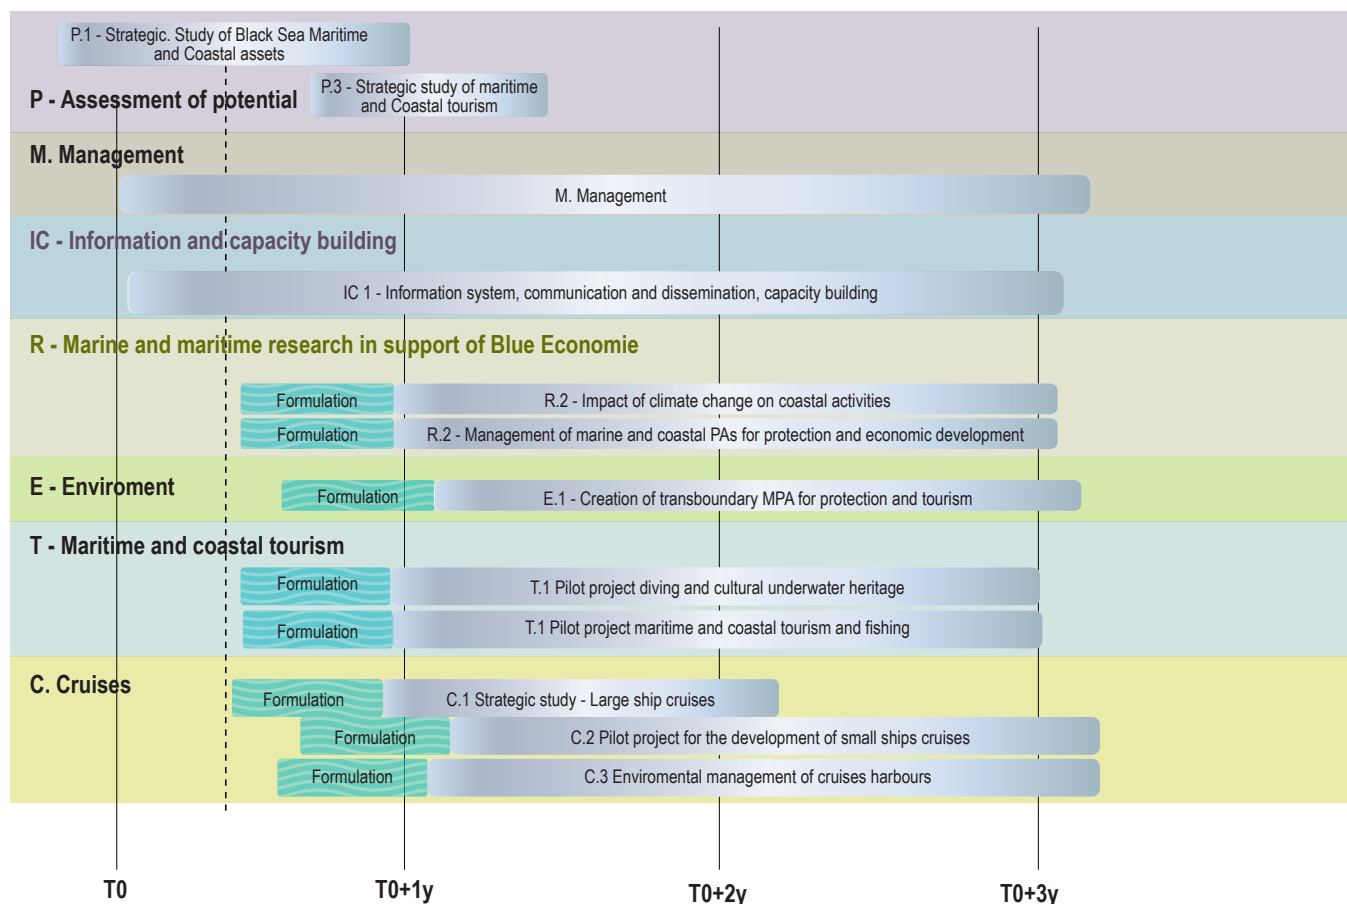 P.1 - Strategic. Study of Black Sea Maritime
and Coastal assets
P - Assessment of potential
P.3 - Strategic study of maritime
and Coastal tourism
M. Management
M. Management
IC - Information and capacity building
IC 1 - Information system, communication and dissemination, capacity building
R - Marine and maritime research in support of Blue Economie
Formulation
R.2 - Impact of climate change on coastal activities
Formulation
R.2 - Management of marine and coastal PAs for protection and economic development
E - Enviroment
Formulation
E.1 - Creation of transboundary MPA for protection and tourism
T - Maritime and coastal tourism
Formulation
T.1 Pilot project diving and cultural underwater heritage
Formulation
T.1 Pilot project maritime and coastal tourism and fishing
C. Cruises
Formulation
C.1 Strategic study - Large ship cruises
Formulation
C.2 Pilot project for the development of small ships cruises
Formulation
C.3 Enviromental management of cruises harbours
T0
T0+1y
T0+2y
T0+3y